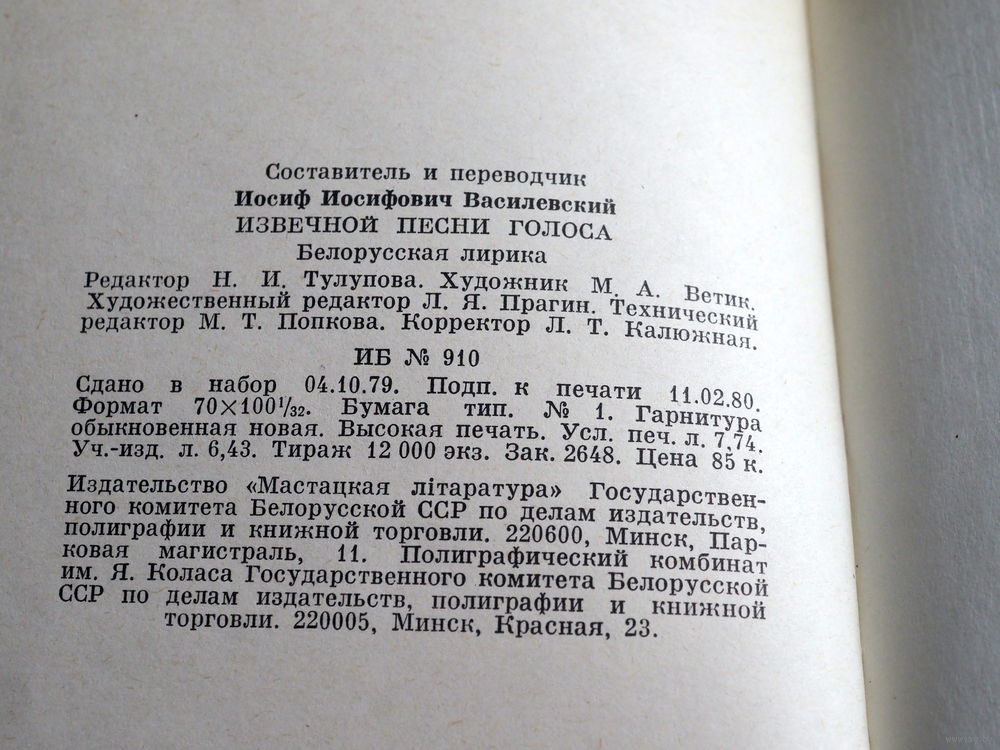 Составитель и переводчик
Иосиф Иосифович Василевский
ИЗВЕЧНОЙ ПЕСНИ ГОЛОСА
Белорусская лирика
Редактор Н. И. Тулупова. Художник М. А. Ветик.
Художественный редактор Л. Я. Прагин. Технический
редактор М. Т. Попкова. Корректор Л. Т. Калюжная.
ИБ № 910
Сдано в набор 04.10.79. Подп. к печати 11.02.80.
Формат 70×100¹/₃₂. Бумага тип. № 1. Гарнитура
обыкновенная новая. Высокая печать. Усл. печ. л. 7,74.
Уч.-изд. л. 6,43. Тираж 12 000 экз. Зак. 2648. Цена 85 к.
Издательство «Мастацкая літаратура» Государствен-
ного комитета Белорусской ССР по делам издательств,
полиграфии и книжной торговли. 220600, Минск, Пар-
ковая магистраль, 11. Полиграфический комбинат
им. Я. Коласа Государственного комитета Белорусской
ССР по делам издательств, полиграфии и книжной
торговли. 220005, Минск, Красная, 23.